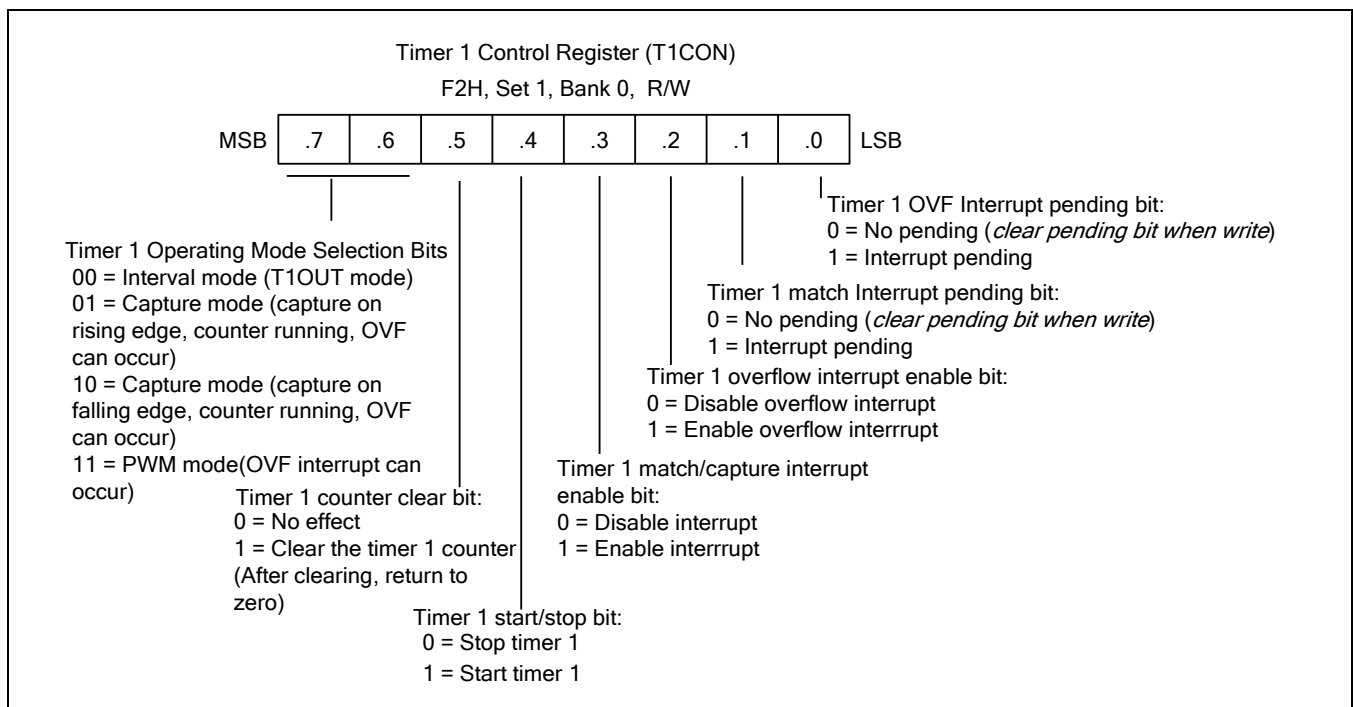 Timer 1 Control Register (T1CON)
F2H, Set 1, Bank 0, R/W
MSB .7 .6 .5 .4 .3 .2 .1 .0 LSB
Timer 1 OVF Interrupt pending bit:
0 = No pending (clear pending bit when write)
1 = Interrupt pending
Timer 1 match Interrupt pending bit:
0 = No pending (clear pending bit when write)
1 = Interrupt pending
Timer 1 overflow interrupt enable bit:
0 = Disable overflow interrupt
1 = Enable overflow interrrupt
Timer 1 match/capture interrupt
enable bit:
0 = Disable interrupt
1 = Enable interrrupt
Timer 1 start/stop bit:
0 = Stop timer 1
1 = Start timer 1
Timer 1 counter clear bit:
0 = No effect
1 = Clear the timer 1 counter
(After clearing, return to
zero)
Timer 1 Operating Mode Selection Bits
00 = Interval mode (T1OUT mode)
01 = Capture mode (capture on
rising edge, counter running, OVF
can occur)
10 = Capture mode (capture on
falling edge, counter running, OVF
can occur)
11 = PWM mode(OVF interrupt can
occur)